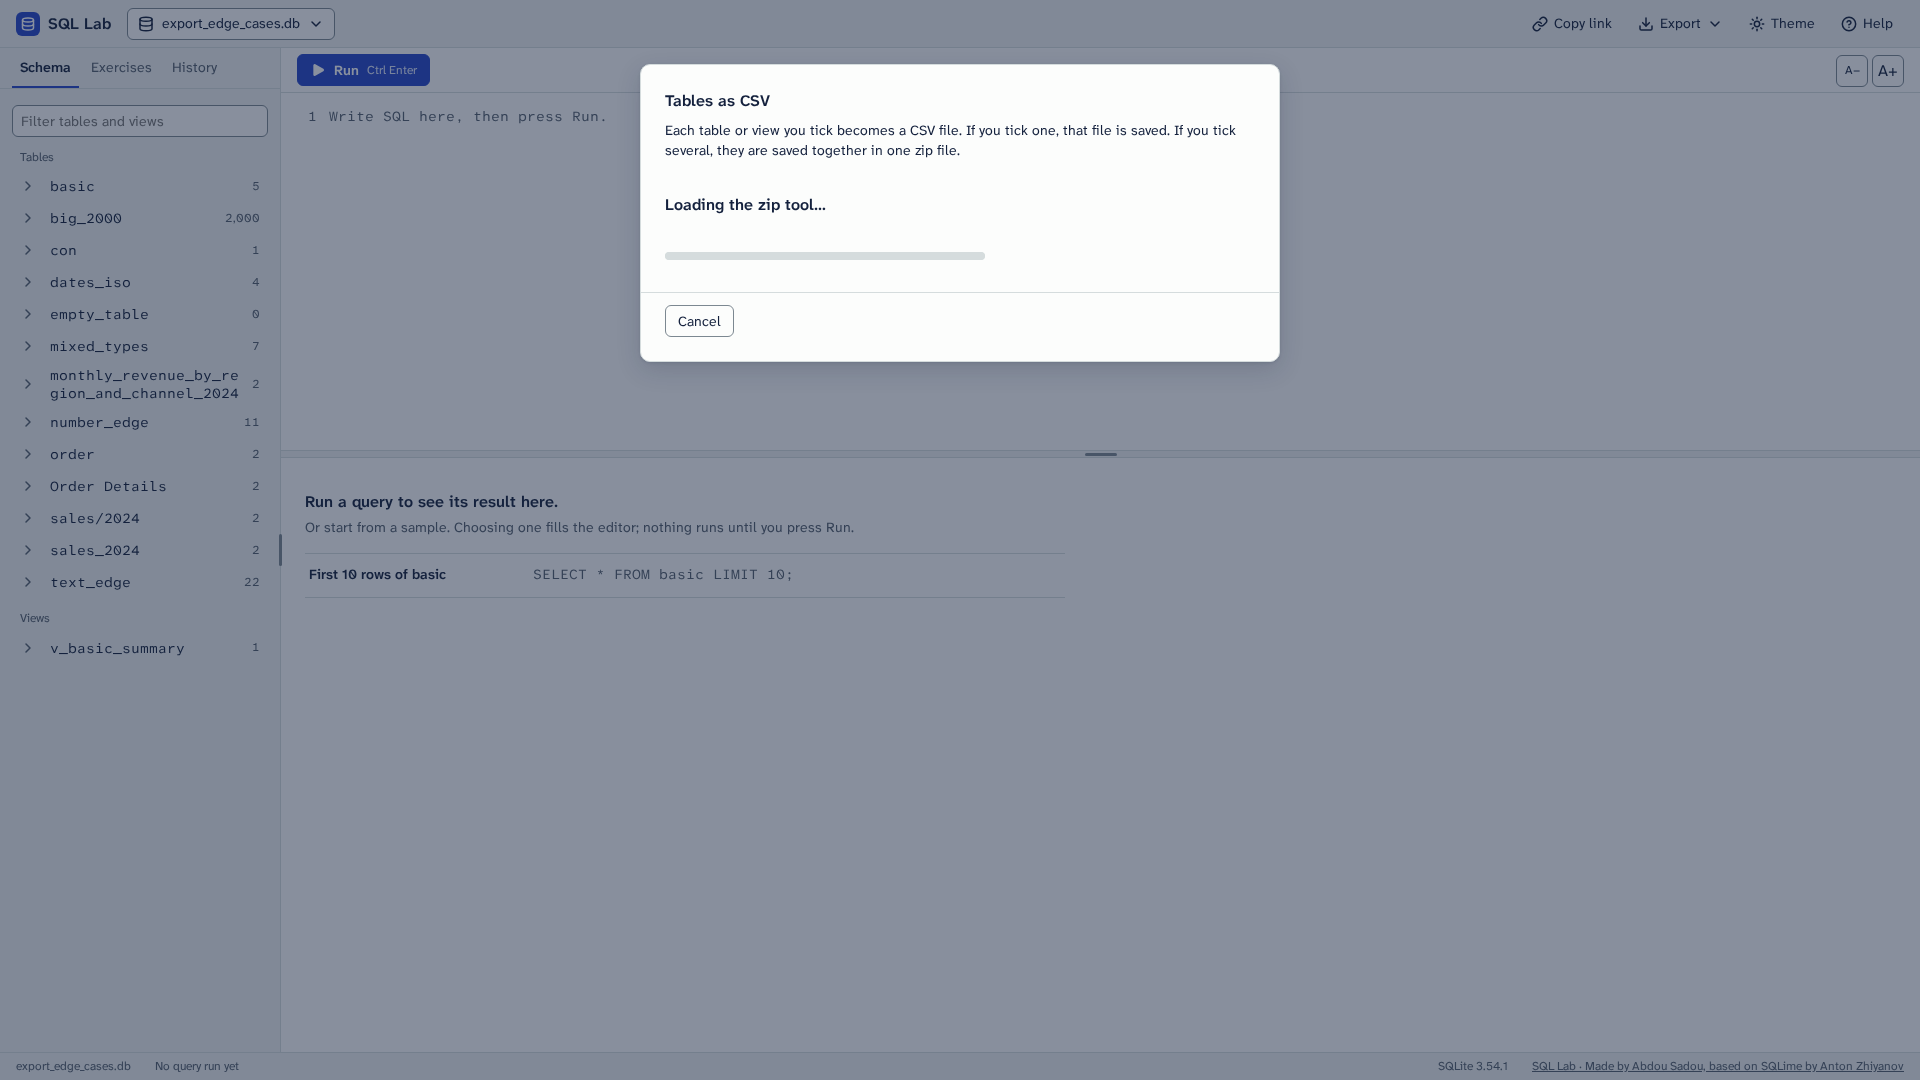 SQL Lab
export_edge_cases.db
Copy link
Export
Theme
Help
Schema
Exercises
History
Run Ctrl Enter
A−
A+
Filter tables and views
Tables
basic 5
big_2000 2,000
con 1
dates_iso 4
empty_table 0
mixed_types 7
monthly_revenue_by_re
gion_and_channel_2024 2
number_edge 11
order 2
Order Details 2
sales/2024 2
sales_2024 2
text_edge 22
Views
v_basic_summary 1
1 Write SQL here, then press Run.
Tables as CSV
Each table or view you tick becomes a CSV file. If you tick one, that file is saved. If you tick
several, they are saved together in one zip file.
Loading the zip tool...
Cancel
Run a query to see its result here.
Or start from a sample. Choosing one fills the editor; nothing runs until you press Run.
First 10 rows of basic SELECT * FROM basic LIMIT 10;
export_edge_cases.db
No query run yet
SQLite 3.54.1
SQL Lab · Made by Abdou Sadou, based on SQLime by Anton Zhiyanov